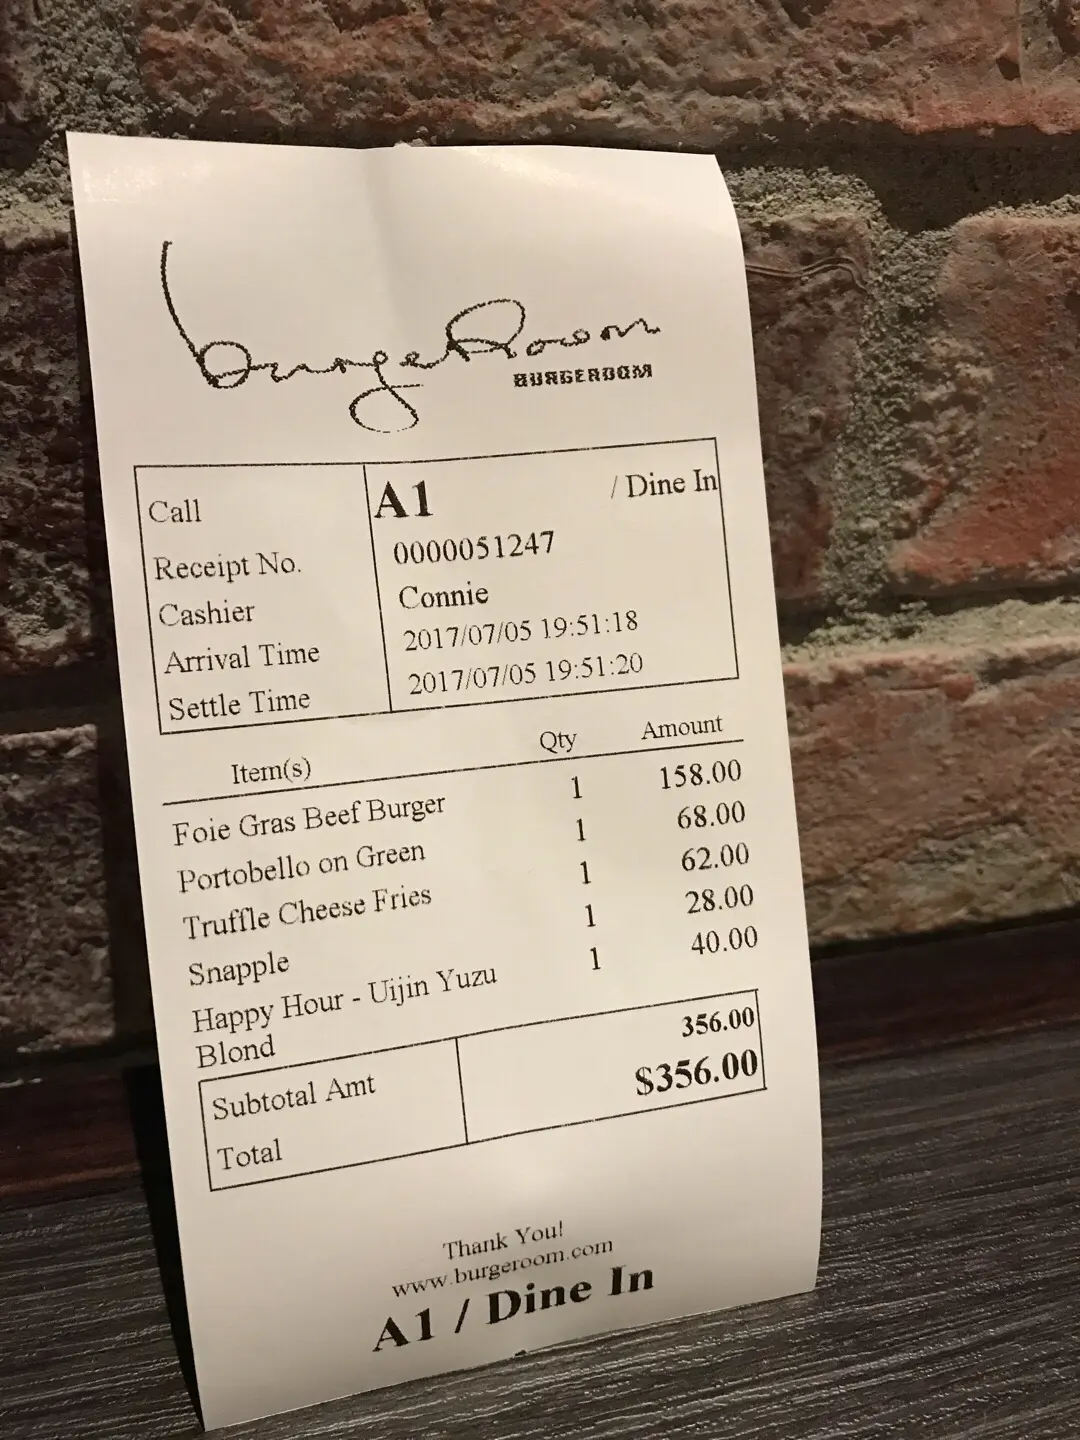 burgeRoom
BURGEROOM
Call A1 / Dine In
Receipt No. 0000051247
Cashier Connie
Arrival Time 2017/07/05 19:51:18
Settle Time 2017/07/05 19:51:20
Item(s) Qty Amount
Foie Gras Beef Burger 1 158.00
Portobello on Green 1 68.00
Truffle Cheese Fries 1 62.00
Snapple 1 28.00
Happy Hour - Uijin Yuzu 1 40.00
Blond
Subtotal Amt 356.00
Total $356.00
Thank You!
www.burgeroom.com
A1 / Dine In